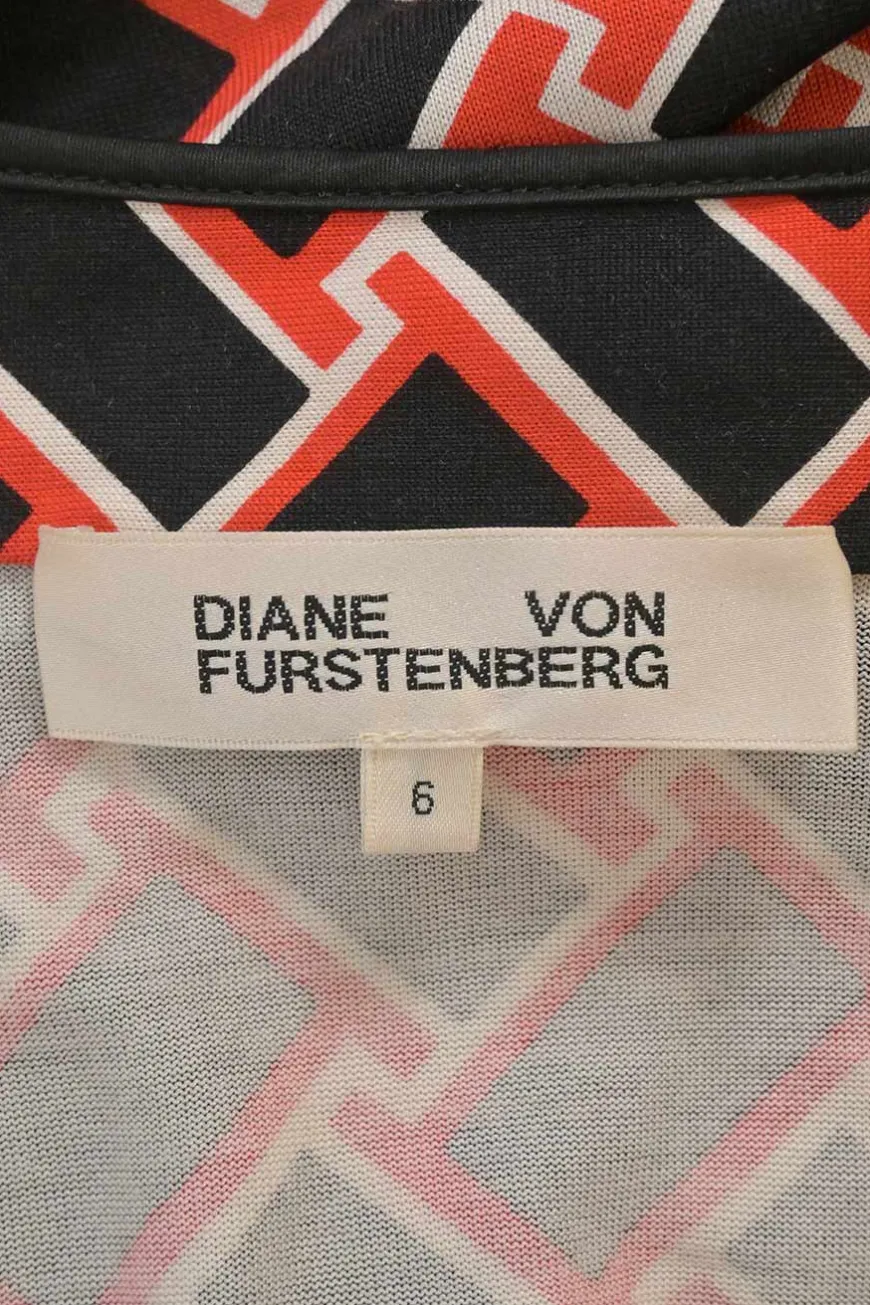 DIANE VON
FURSTENBERG
6